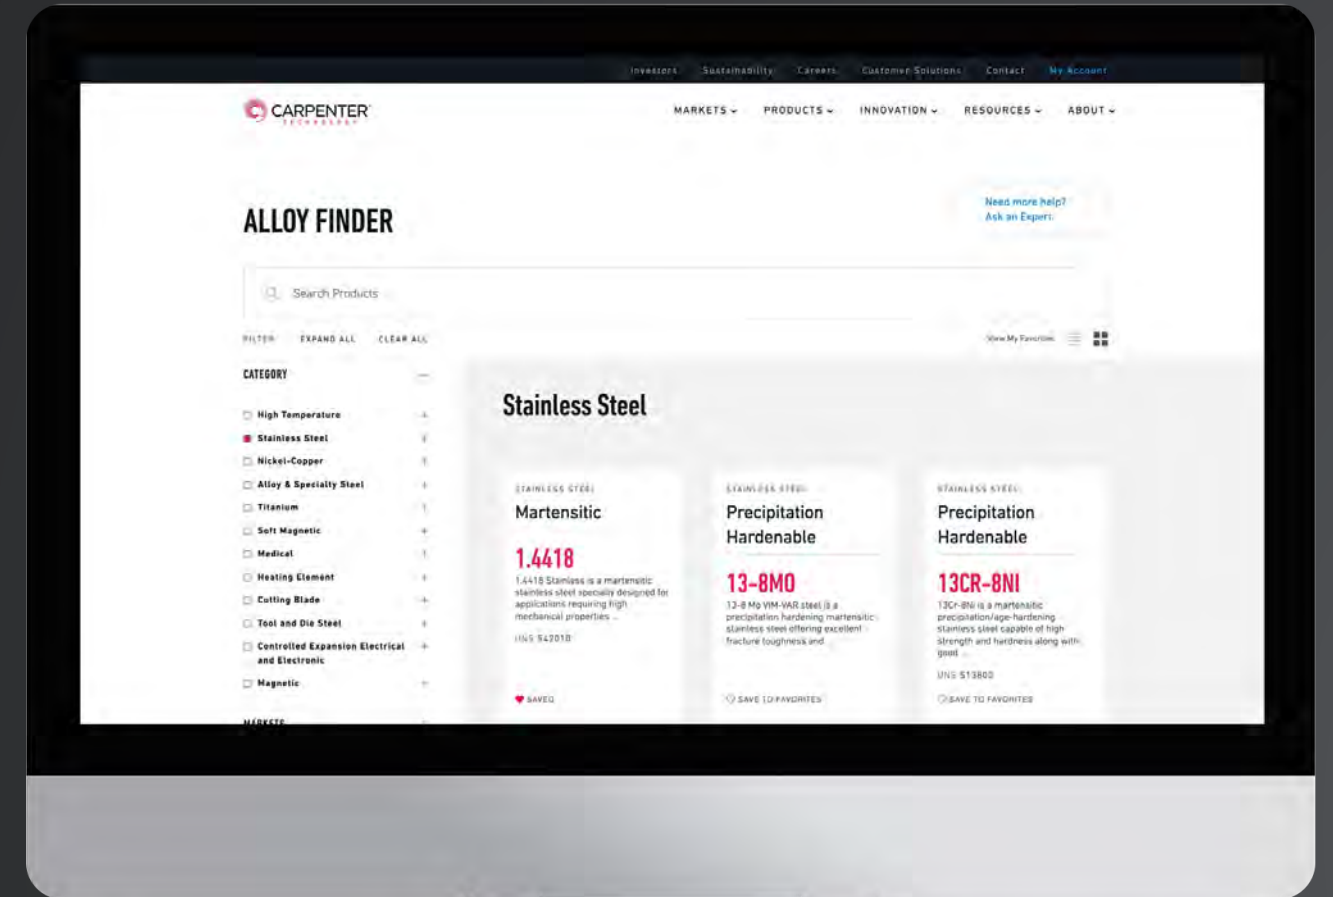 Investors Sustainability Careers Customer Solutions Contact My Account
CARPENTER
TECHNOLOGY
MARKETS PRODUCTS INNOVATION RESOURCES ABOUT
ALLOY FINDER
Need more help?
Ask an Expert.
Search Products
FILTER EXPAND ALL CLEAR ALL
View My Favorites
CATEGORY
High Temperature
Stainless Steel
Nickel-Copper
Alloy & Specialty Steel
Titanium
Soft Magnetic
Medical
Heating Element
Cutting Blade
Tool and Die Steel
Controlled Expansion Electrical
and Electronic
Magnetic
MARKETS
Stainless Steel
STAINLESS STEEL
Martensitic
1.4418
1.4418 Stainless is a martensitic
stainless steel specially designed for
applications requiring high
mechanical properties ...
UNS S42010
SAVED
STAINLESS STEEL
Precipitation
Hardenable
13-8MO
13-8 Mo VIM-VAR steel is a
precipitation hardening martensitic
stainless steel offering excellent
fracture toughness and ...
SAVE TO FAVORITES
STAINLESS STEEL
Precipitation
Hardenable
13CR-8NI
13Cr-8Ni is a martensitic
precipitation/age-hardening
stainless steel capable of high
strength and hardness along with
good ...
UNS S13800
SAVE TO FAVORITES